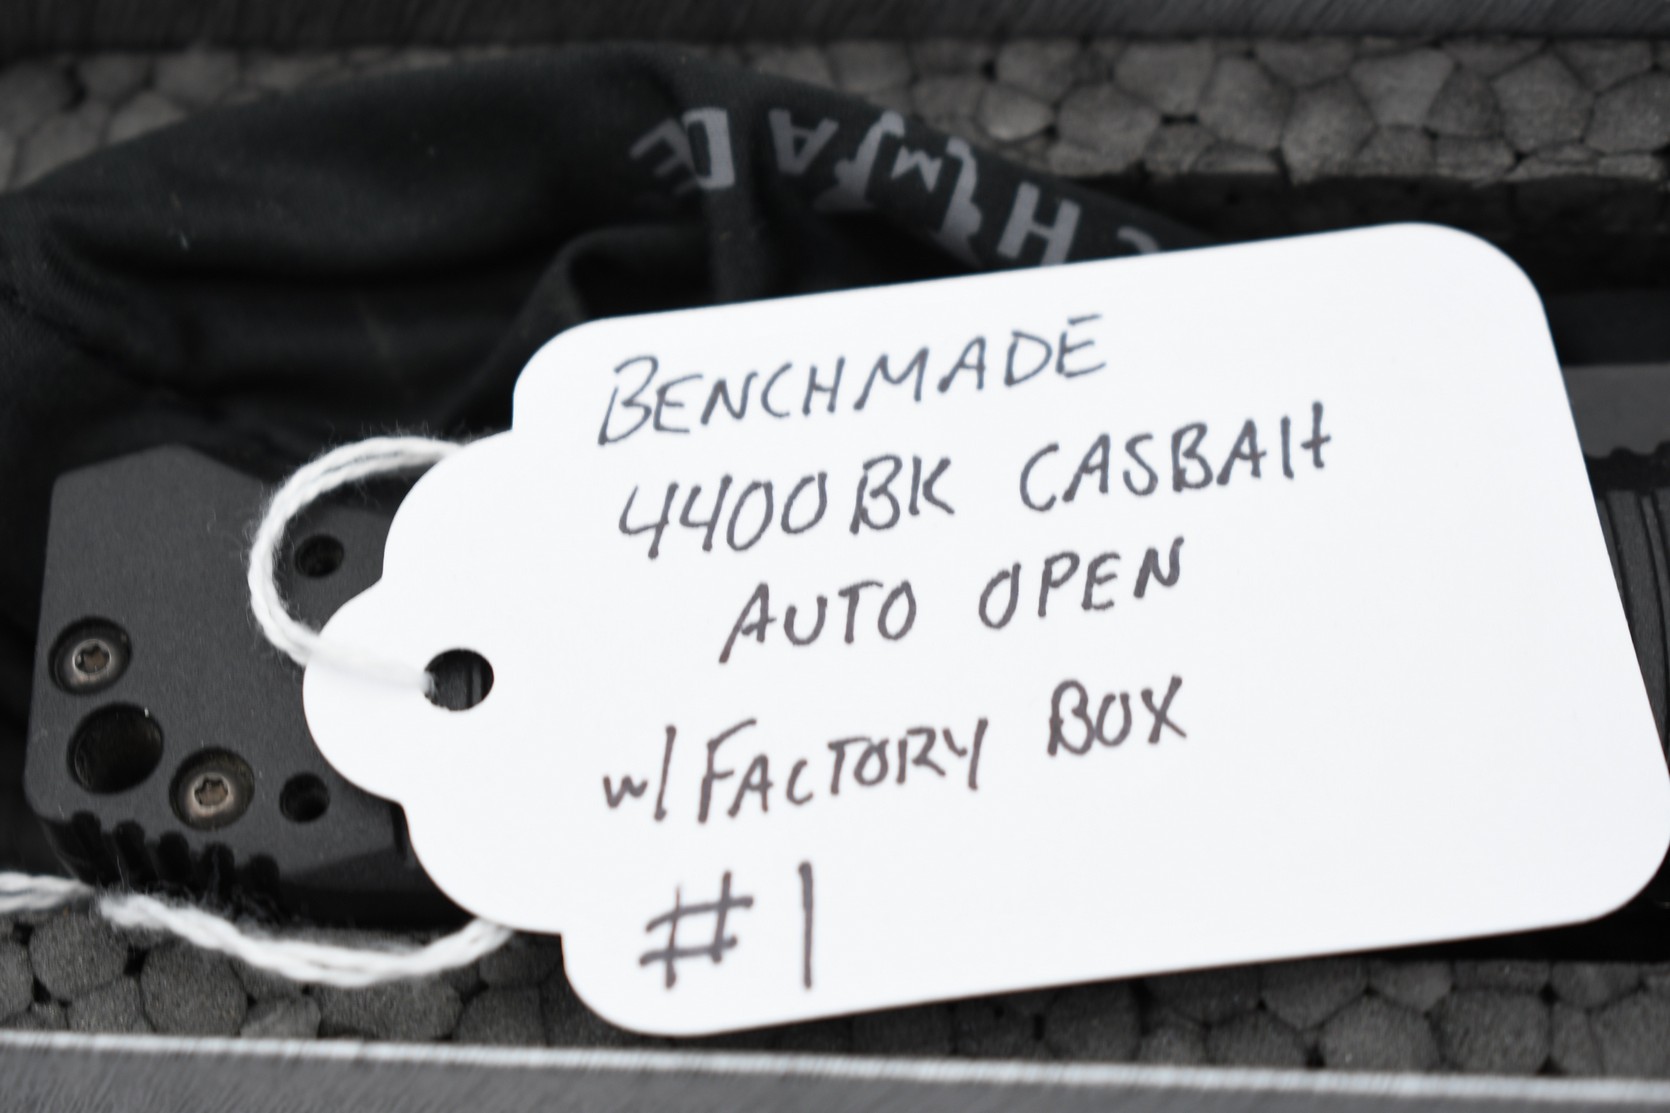 BENCHMADE
4400BK CASBAH
AUTO OPEN
w/ FACTORY BOX
#1